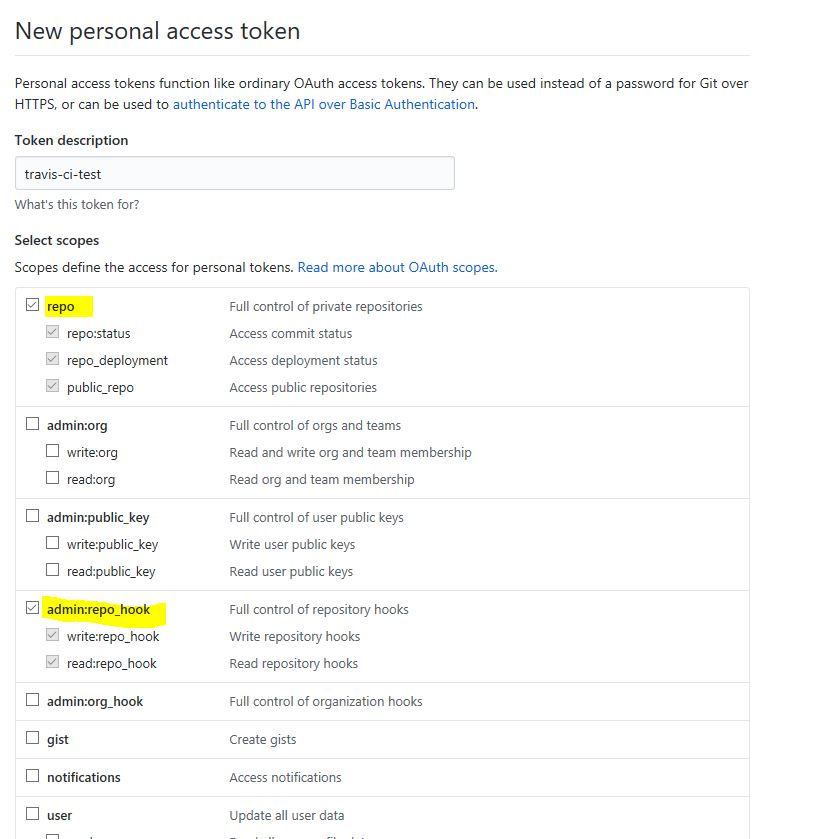 New personal access token
Personal access tokens function like ordinary OAuth access tokens. They can be used instead of a password for Git over
HTTPS, or can be used to authenticate to the API over Basic Authentication.
Token description
travis-ci-test
What's this token for?
Select scopes
Scopes define the access for personal tokens. Read more about OAuth scopes.
repo Full control of private repositories
repo:status Access commit status
repo_deployment Access deployment status
public_repo Access public repositories
admin:org Full control of orgs and teams
write:org Read and write org and team membership
read:org Read org and team membership
admin:public_key Full control of user public keys
write:public_key Write user public keys
read:public_key Read user public keys
admin:repo_hook Full control of repository hooks
write:repo_hook Write repository hooks
read:repo_hook Read repository hooks
admin:org_hook Full control of organization hooks
gist Create gists
notifications Access notifications
user Update all user data